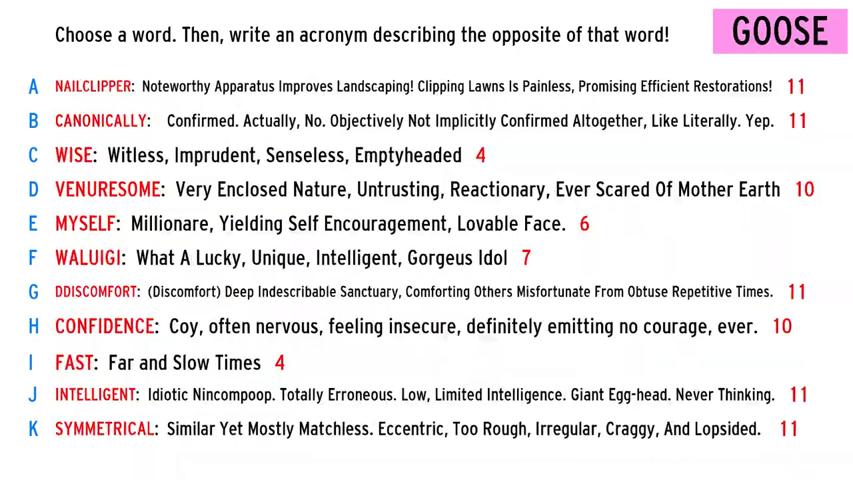 Choose a word. Then, write an acronym describing the opposite of that word!
GOOSE
A NAILCLIPPER: Noteworthy Apparatus Improves Landscaping! Clipping Lawns Is Painless, Promising Efficient Restorations! 11
B CANONICALLY: Confirmed. Actually, No. Objectively Not Implicitly Confirmed Altogether, Like Literally. Yep. 11
C WISE: Witless, Imprudent, Senseless, Emptyheaded 4
D VENURESOME: Very Enclosed Nature, Untrusting, Reactionary, Ever Scared Of Mother Earth 10
E MYSELF: Millionare, Yielding Self Encouragement, Lovable Face. 6
F WALUIGI: What A Lucky, Unique, Intelligent, Gorgeus Idol 7
G DDISCOMFORT: (Discomfort) Deep Indescribable Sanctuary, Comforting Others Misfortunate From Obtuse Repetitive Times. 11
H CONFIDENCE: Coy, often nervous, feeling insecure, definitely emitting no courage, ever. 10
I FAST: Far and Slow Times 4
J INTELLIGENT: Idiotic Nincompoop. Totally Erroneous. Low, Limited Intelligence. Giant Egg-head. Never Thinking. 11
K SYMMETRICAL: Similar Yet Mostly Matchless. Eccentric, Too Rough, Irregular, Craggy, And Lopsided. 11